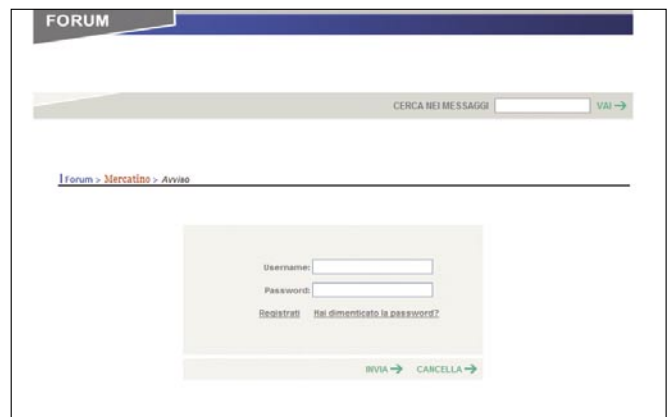 FORUM
CERCA NEI MESSAGGI VAI →
I Forum > Mercatino > Avviso
Username:
Password:
Registrati Hai dimenticato la password?
INVIA → CANCELLA →